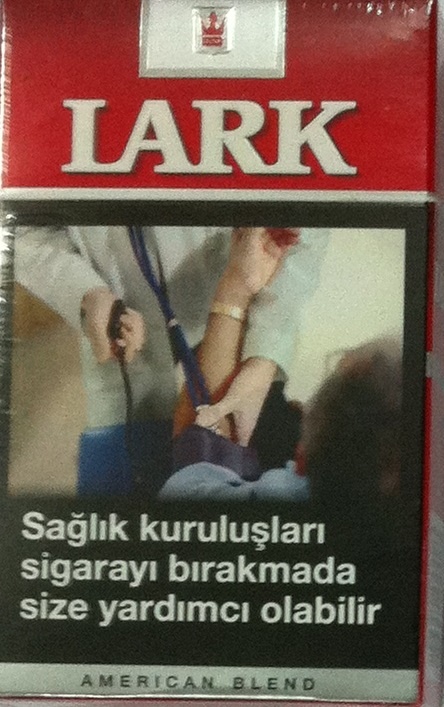 LARK
Sağlık kuruluşları
sigarayı bırakmada
size yardımcı olabilir
AMERICAN BLEND